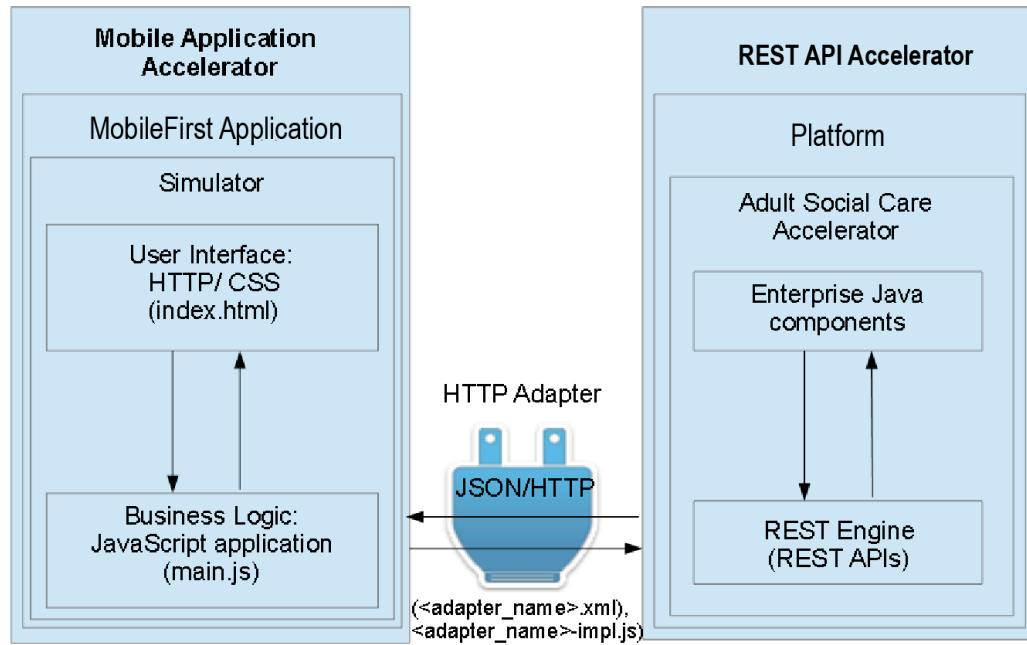 Mobile Application
Accelerator
MobileFirst Application
Simulator
User Interface:
HTTP/ CSS
(index.html)
Business Logic:
JavaScript application
(main.js)
HTTP Adapter
JSON/HTTP
(<adapter_name>.xml),
<adapter_name>-impl.js)
REST API Accelerator
Platform
Adult Social Care
Accelerator
Enterprise Java
components
REST Engine
(REST APIs)